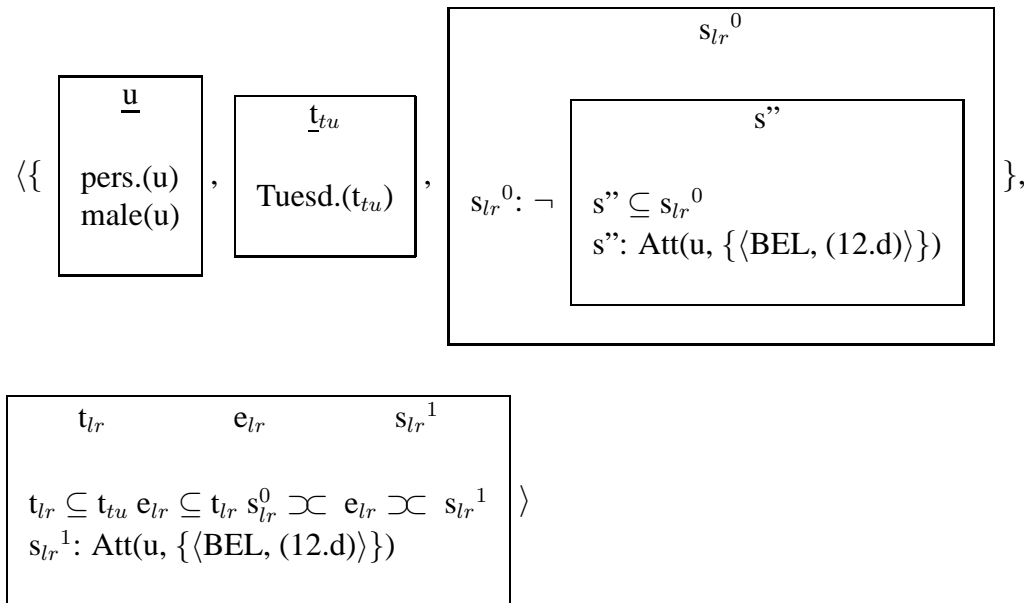 ⟨{ u pers.(u) male(u) , t_tu Tuesd.(t_tu) , s_lr^0 s_lr^0: ¬ s” s” ⊆ s_lr^0 s”: Att(u, {⟨BEL, (12.d)⟩}) },
t_lr e_lr s_lr^1
t_lr ⊆ t_tu e_lr ⊆ t_lr s_lr^0 ⊃⊂ e_lr ⊃⊂ s_lr^1 ⟩
s_lr^1: Att(u, {⟨BEL, (12.d)⟩})